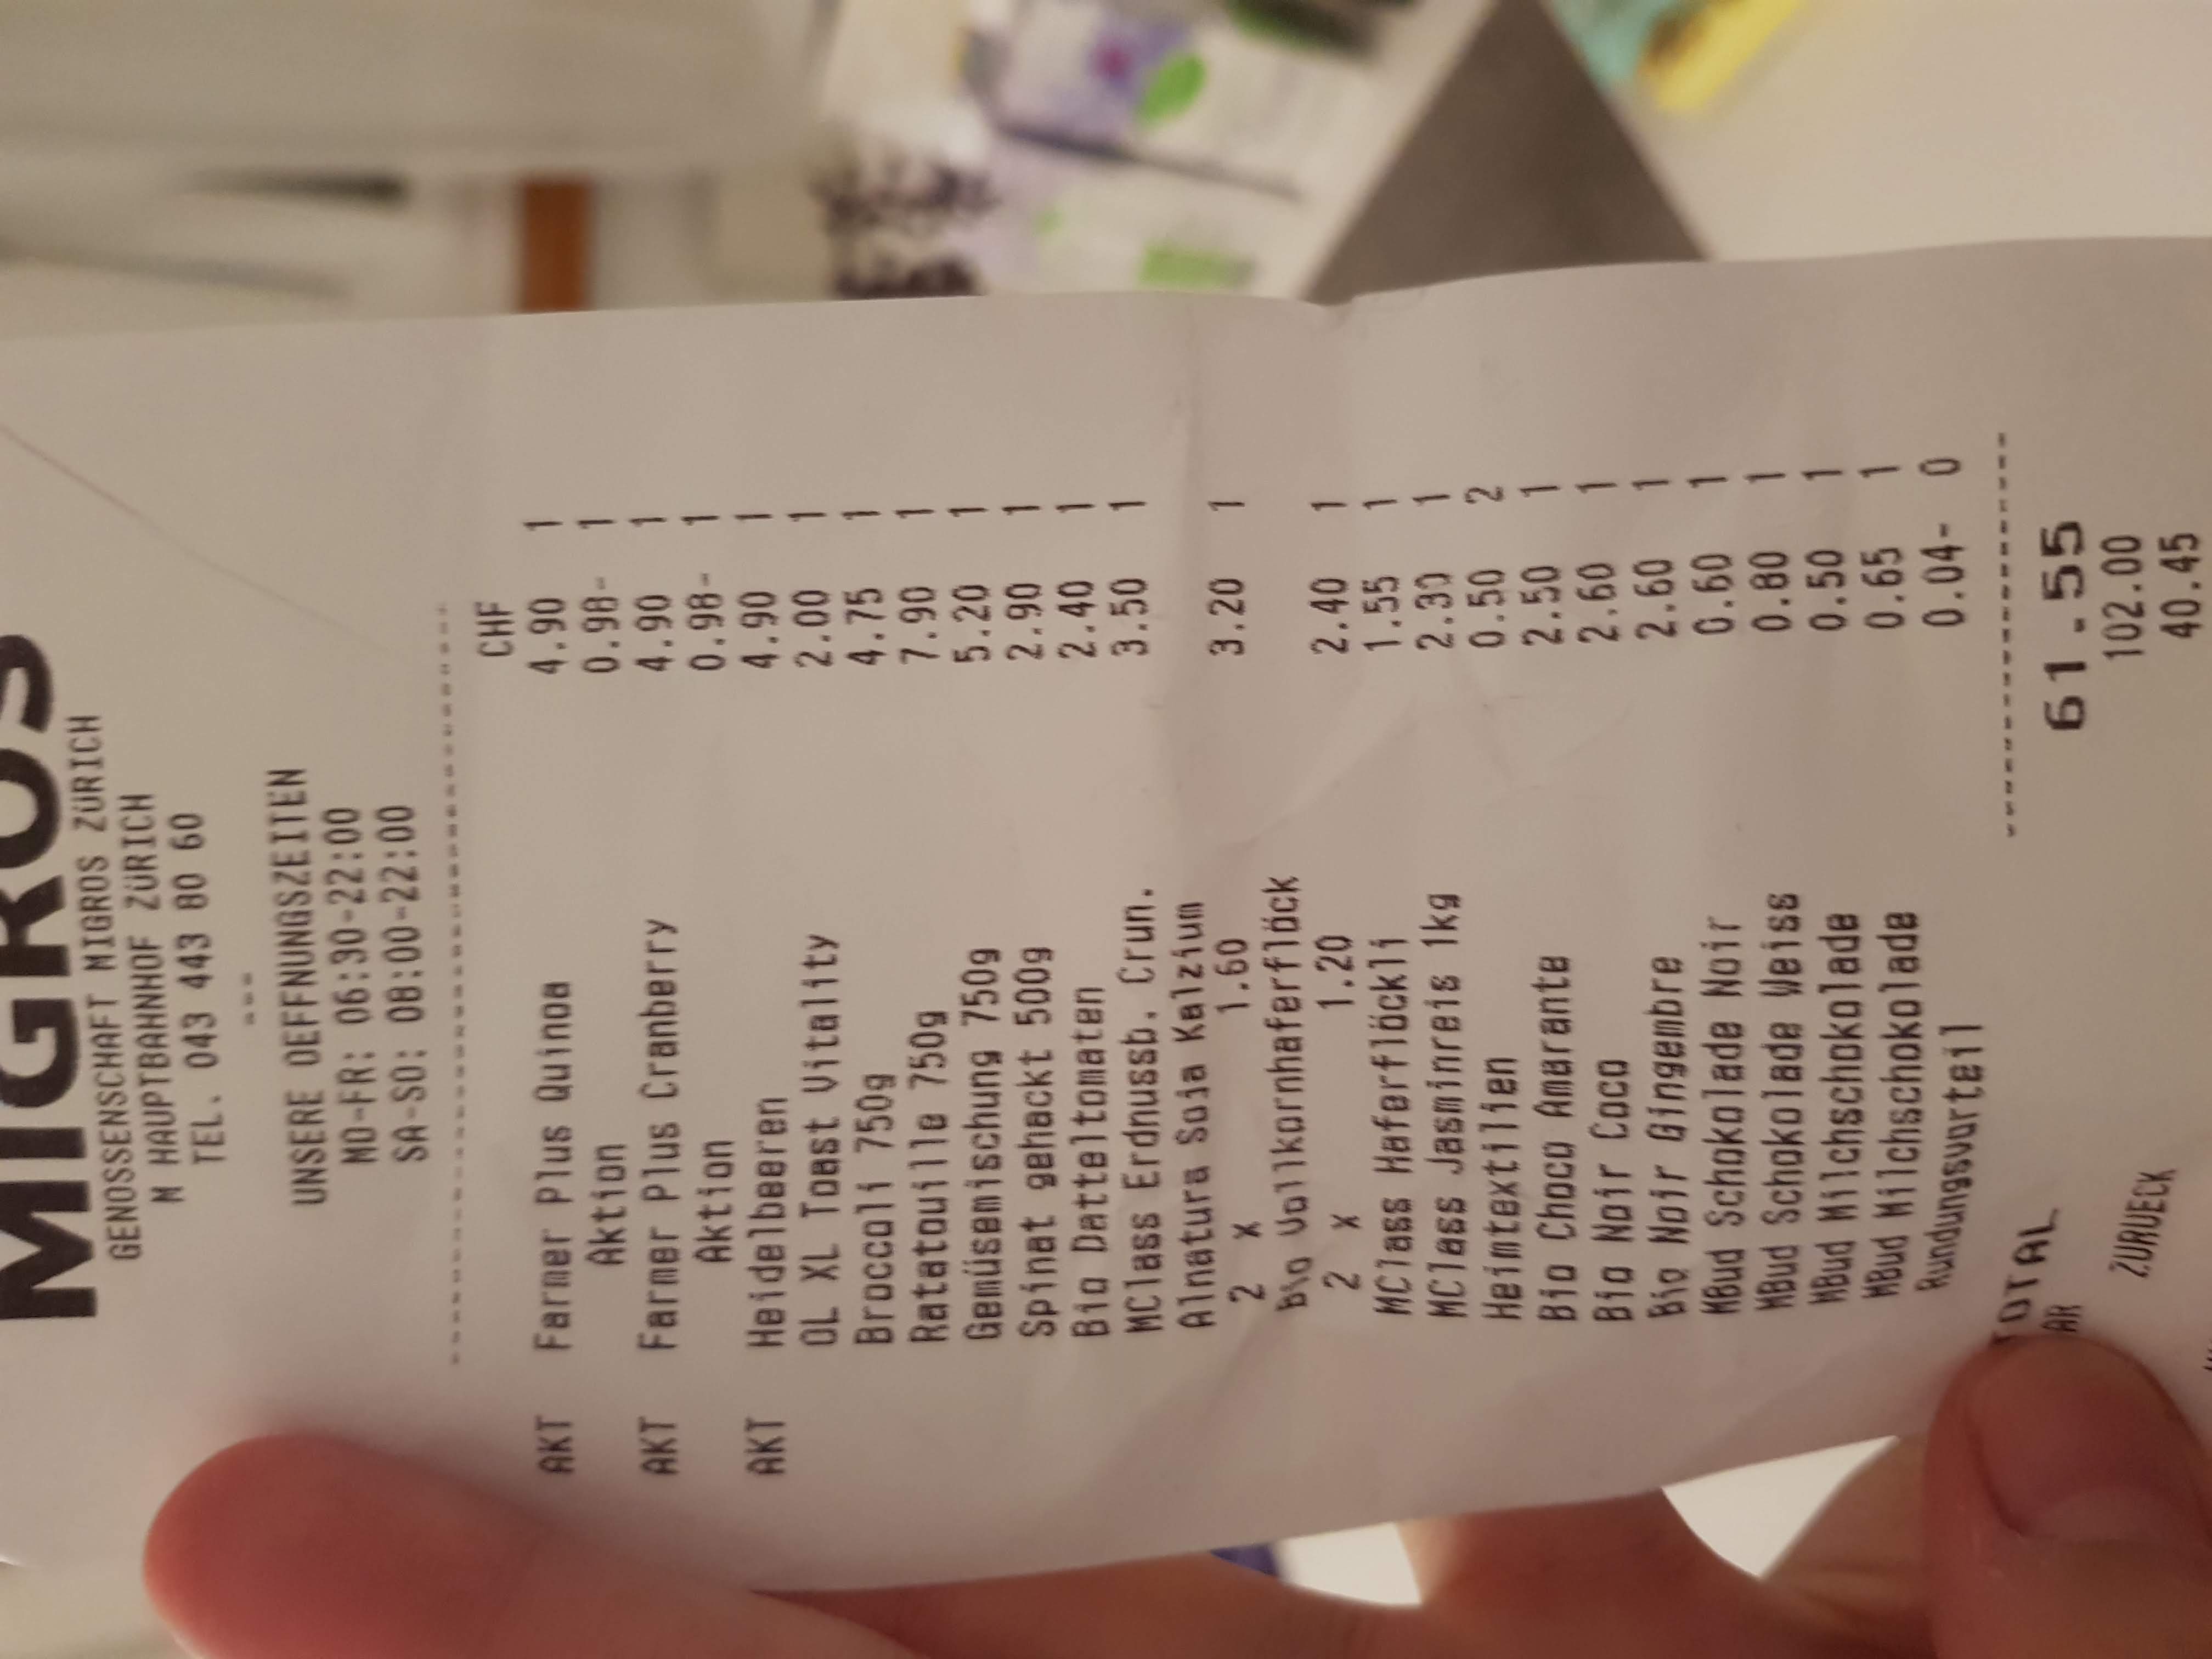 MIGROS
GENOSSENSCHAFT MIGROS ZÜRICH
M HAUPTBAHNHOF ZÜRICH
TEL. 043 443 80 60
---
UNSERE OEFFNUNGSZEITEN
MO-FR: 06:30-22:00
SA-SO: 08:00-22:00
CHF
AKT Farmer Plus Quinoa 4.90 1
Aktion 0.98- 1
AKT Farmer Plus Cranberry 4.90 1
Aktion 0.98- 1
AKT Heidelbeeren 4.90 1
OL XL Toast Vitality 2.00 1
Broccoli 750g 4.75 1
Ratatouille 750g 7.90 1
Gemüsemischung 750g 5.20 1
Spinat gehackt 500g 2.90 1
Bio Datteltomaten 2.40 1
MClass Erdnussb. Crun. 3.50 1
Alnatura Soja Kalzium
2 x 1.60 3.20 1
Bio Vollkornhaferflöck
2 x 1.20 2.40 1
MClass Haferflöckli 1.55 1
MClass Jasminreis 1kg 2.30 1
Heimtextilien 0.50 2
Bio Choco Amarante 2.50 1
Bio Noir Coco 2.60 1
Bio Noir Gingembre 2.60 1
MBud Schokolade Noir 0.60 1
MBud Schokolade Weiss 0.80 1
MBud Milchschokolade 0.50 1
MBud Milchschokolade 0.65 1
Rundungsvorteil 0.04- 0
TOTAL 61.55
AR 102.00
ZURUECK 40.45